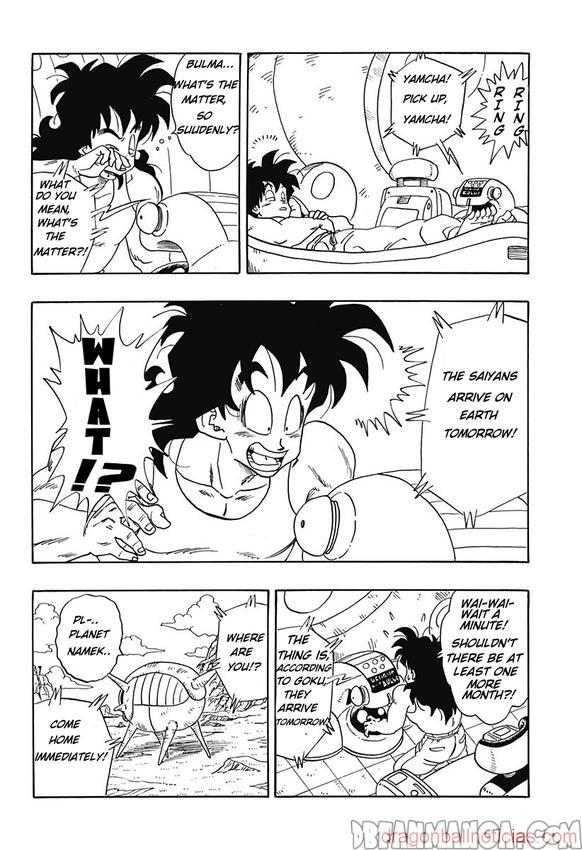 RING
RING
YAMCHA!
PICK UP,
YAMCHA!
BULMA...
WHAT'S THE
MATTER,
SO
SUUDENLY?
WHAT
DO YOU
MEAN,
WHAT'S
THE
MATTER?!
THE SAIYANS
ARRIVE ON
EARTH
TOMORROW!
WHAT!?
WAI-WAI-
WAIT A
MINUTE!
SHOULDN'T
THERE BE AT
LEAST ONE
MORE
MONTH?!
THE
THING IS,
ACCORDING
TO GOKU,
THEY
ARRIVE
TOMORROW!
WHERE
ARE
YOU!?
PL-..
PLANET
NAMEK..
COME
HOME
IMMEDIATELY!
dragonballnoticias.com